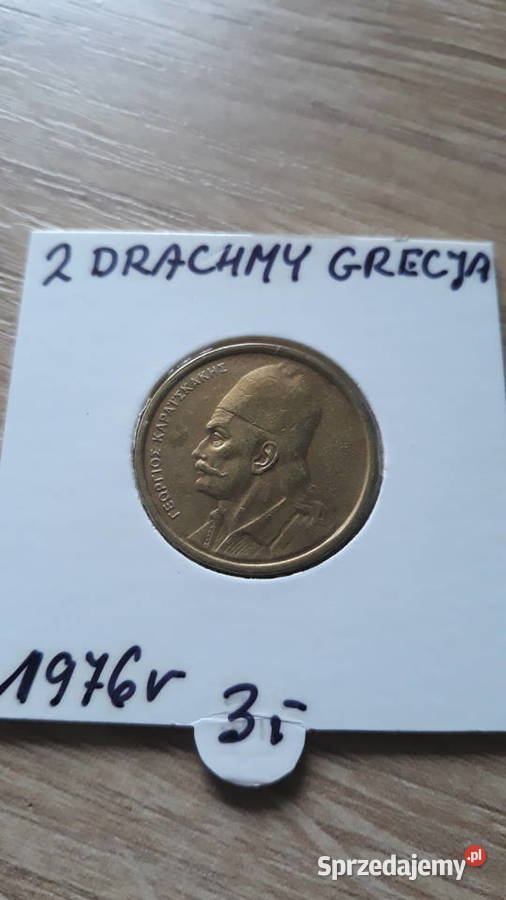 2 DRACHMY GRECJA
ΓΕΩΡΓΙΟΣ ΚΑΡΑΪΣΚΑΚΗΣ
1976r
3,-
Sprzedajemy.pl